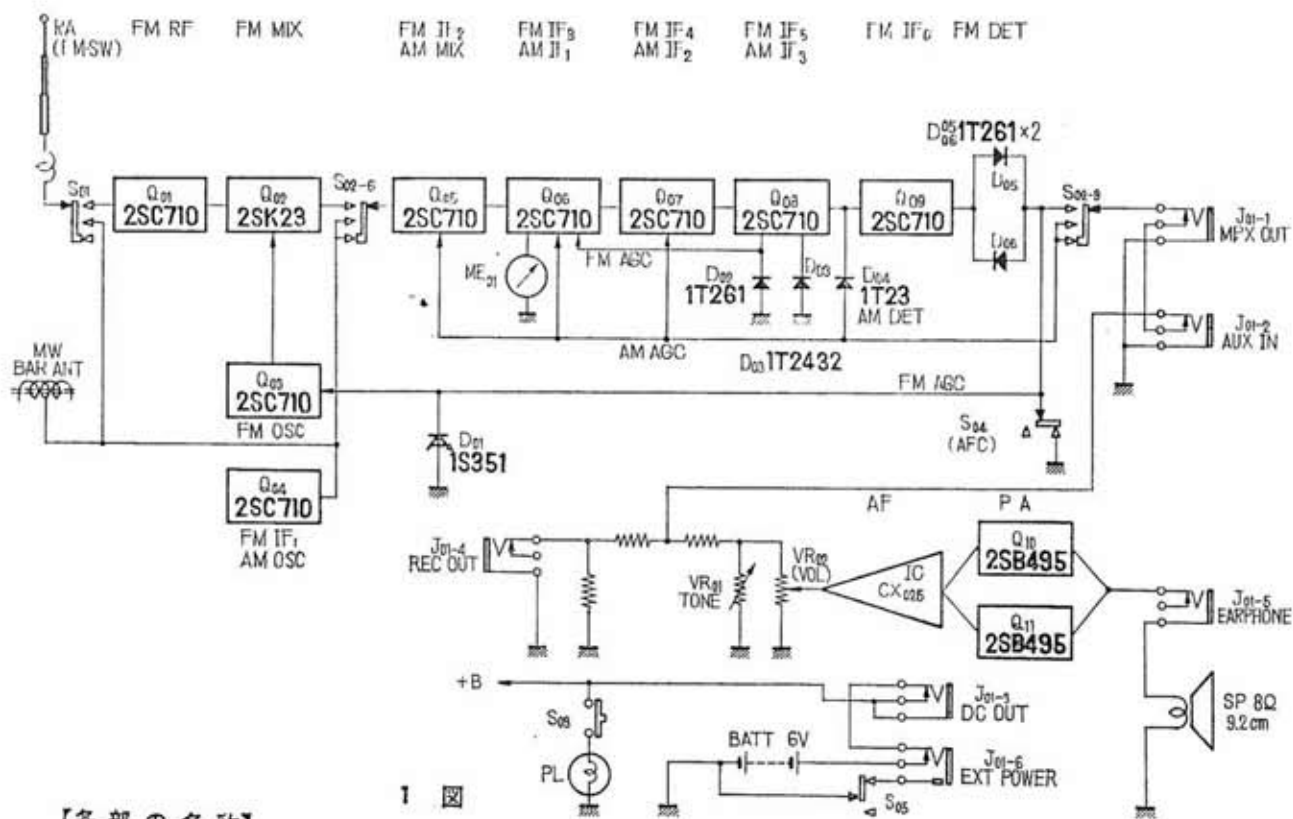 RA FM RF FM MIX FM IF₂ FM IF₃ FM IF₄ FM IF₅ FM IF₆ FM DET
(FM·SW) AM MIX AM IF₁ AM IF₂ AM IF₃
D05 06 1T261×2
D05
S01
Q01
2SC710
Q02
2SK23
S02-6
Q05
2SC710
Q06
2SC710
Q07
2SC710
Q08
2SC710
Q09
2SC710
D06
S02-9
J01-1
MPX OUT
ME01
FM AGC
D02
1T261
D03
D04
1T23
AM DET
J01-2
AUX IN
AM AGC
D03 1T2432
MW
BAR ANT
Q03
2SC710
FM OSC
FM AGC
D01
1S351
S04
(AFC)
Q04
2SC710
FM IF₁
AM OSC
AF P A
J01-4
REC OUT
VR01
TONE
VR02
(VOL)
IC
CX025
Q10
2SB495
Q11
2SB495
J01-5
EARPHONE
+B
J01-3
DC OUT
S03
BATT 6V
SP 8Ω
9.2cm
PL
J01-6
EXT POWER
S05
1 図
【各部の名称】